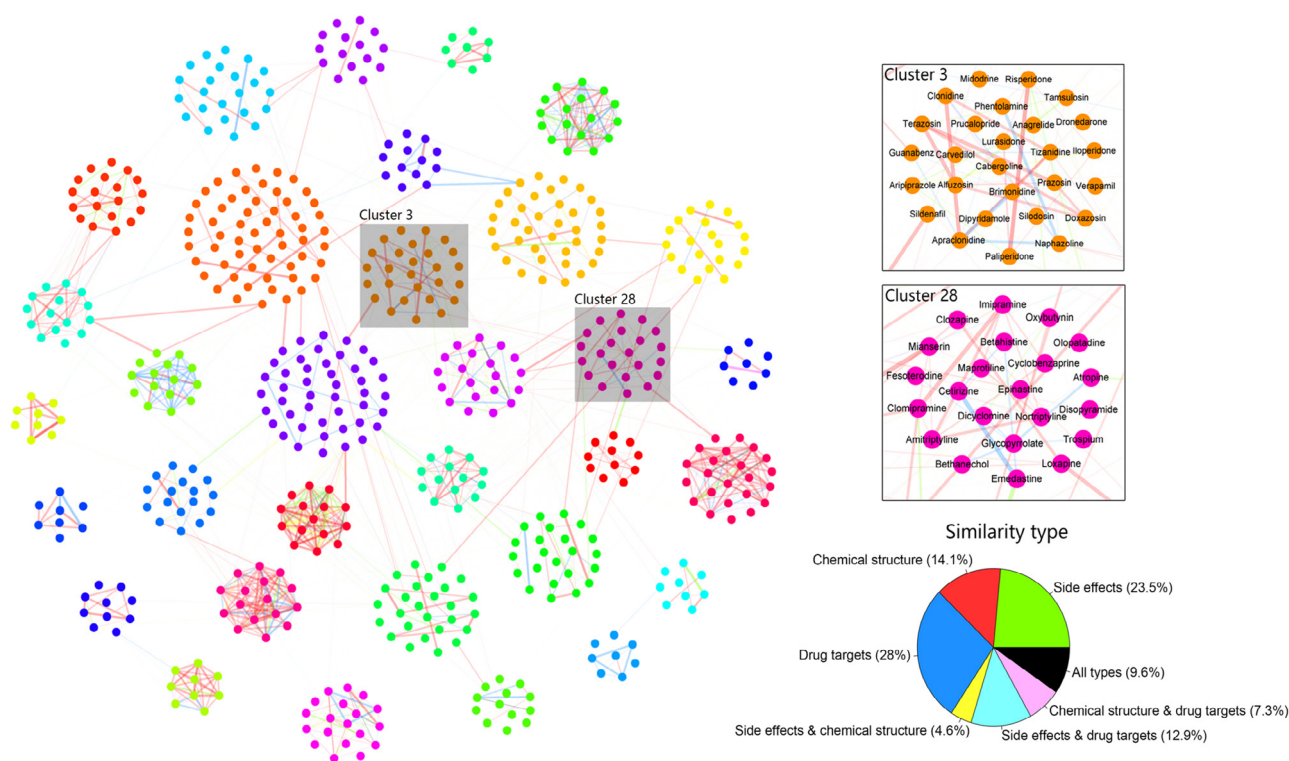 Cluster 3
Cluster 28
Cluster 3
Midodrine Risperidone
Clonidine
Phentolamine
Tamsulosin
Terazosin Prucalopride Anagrelide Dronedarone
Lurasidone
Guanabenz Carvedilol Tizanidine Iloperidone
Cabergoline
Aripiprazole Alfuzosin Brimonidine Prazosin Verapamil
Sildenafil Dipyridamole Silodosin Doxazosin
Apraclonidine Naphazoline
Paliperidone
Cluster 28
Imipramine
Clozapine Oxybutynin
Mianserin Betahistine Olopatadine
Maprotiline Cyclobenzaprine
Fesoterodine Atropine
Cetirizine Epinastine
Clomipramine Dicyclomine Nortriptyline Disopyramide
Amitriptyline Glycopyrrolate Trospium
Bethanechol Loxapine
Emedastine
Similarity type
Chemical structure (14.1%)
Side effects (23.5%)
Drug targets (28%)
All types (9.6%)
Chemical structure & drug targets (7.3%)
Side effects & chemical structure (4.6%)
Side effects & drug targets (12.9%)